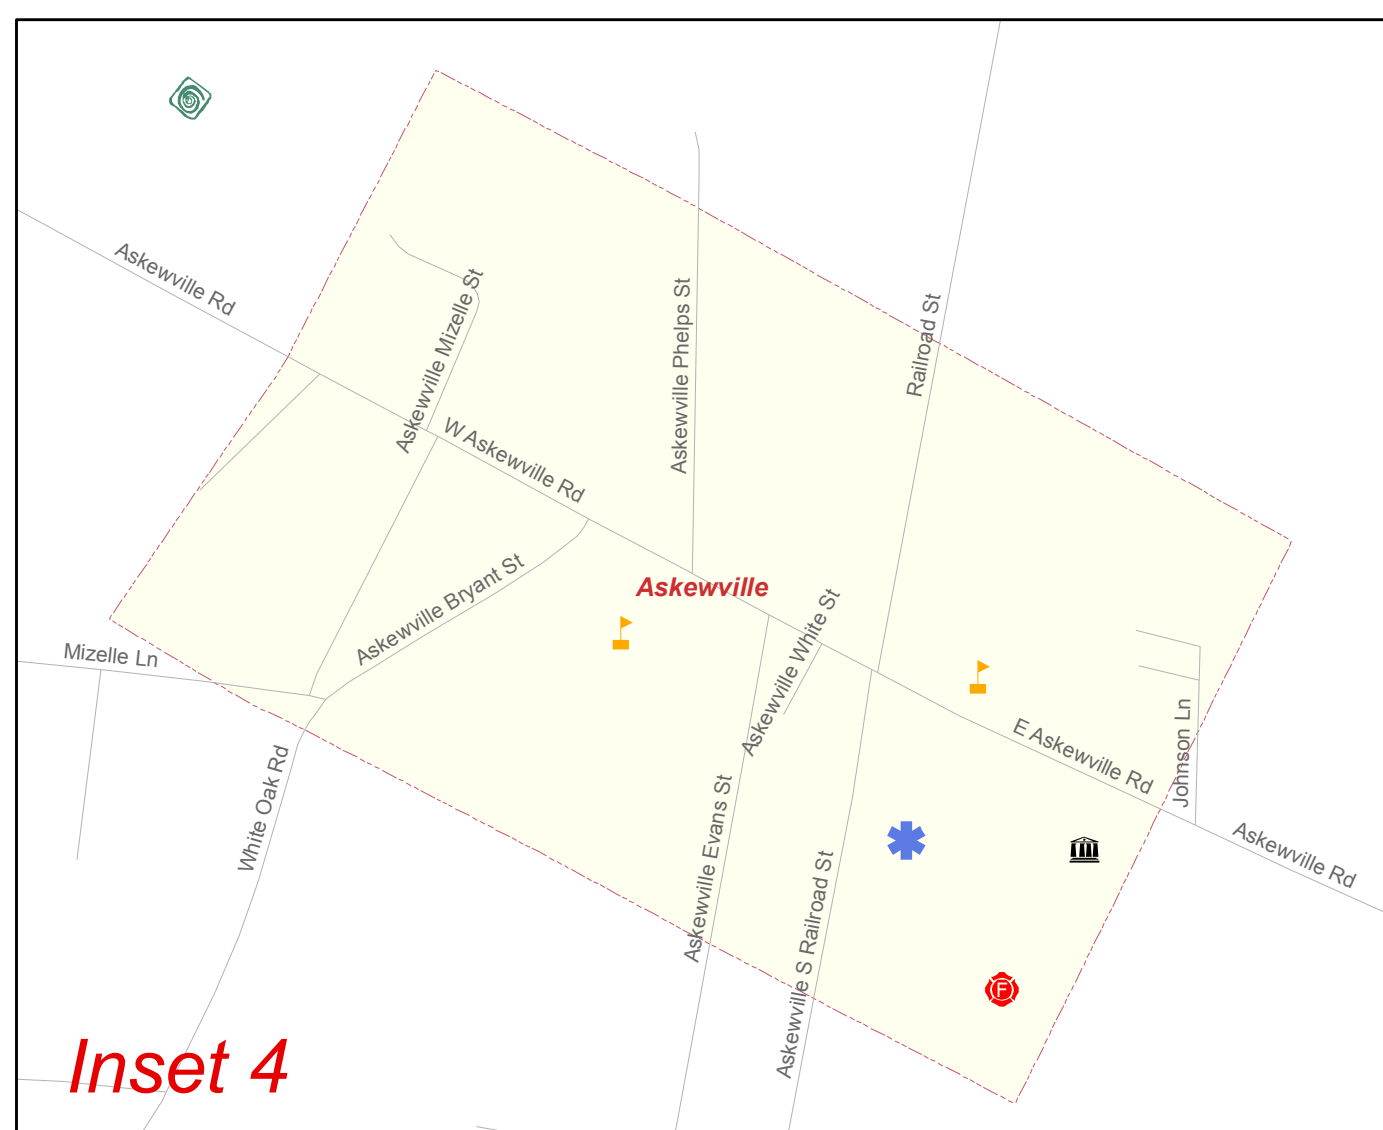 Askewville Rd
Askewville Mizelle St
Askewville Phelps St
Railroad St
W Askewville Rd
Askewville Bryant St
Askewville
Askewville White St
Mizelle Ln
E Askewville Rd
Johnson Ln
White Oak Rd
Askewville Evans St
Askewville S Railroad St
Askewville Rd
F
Inset 4